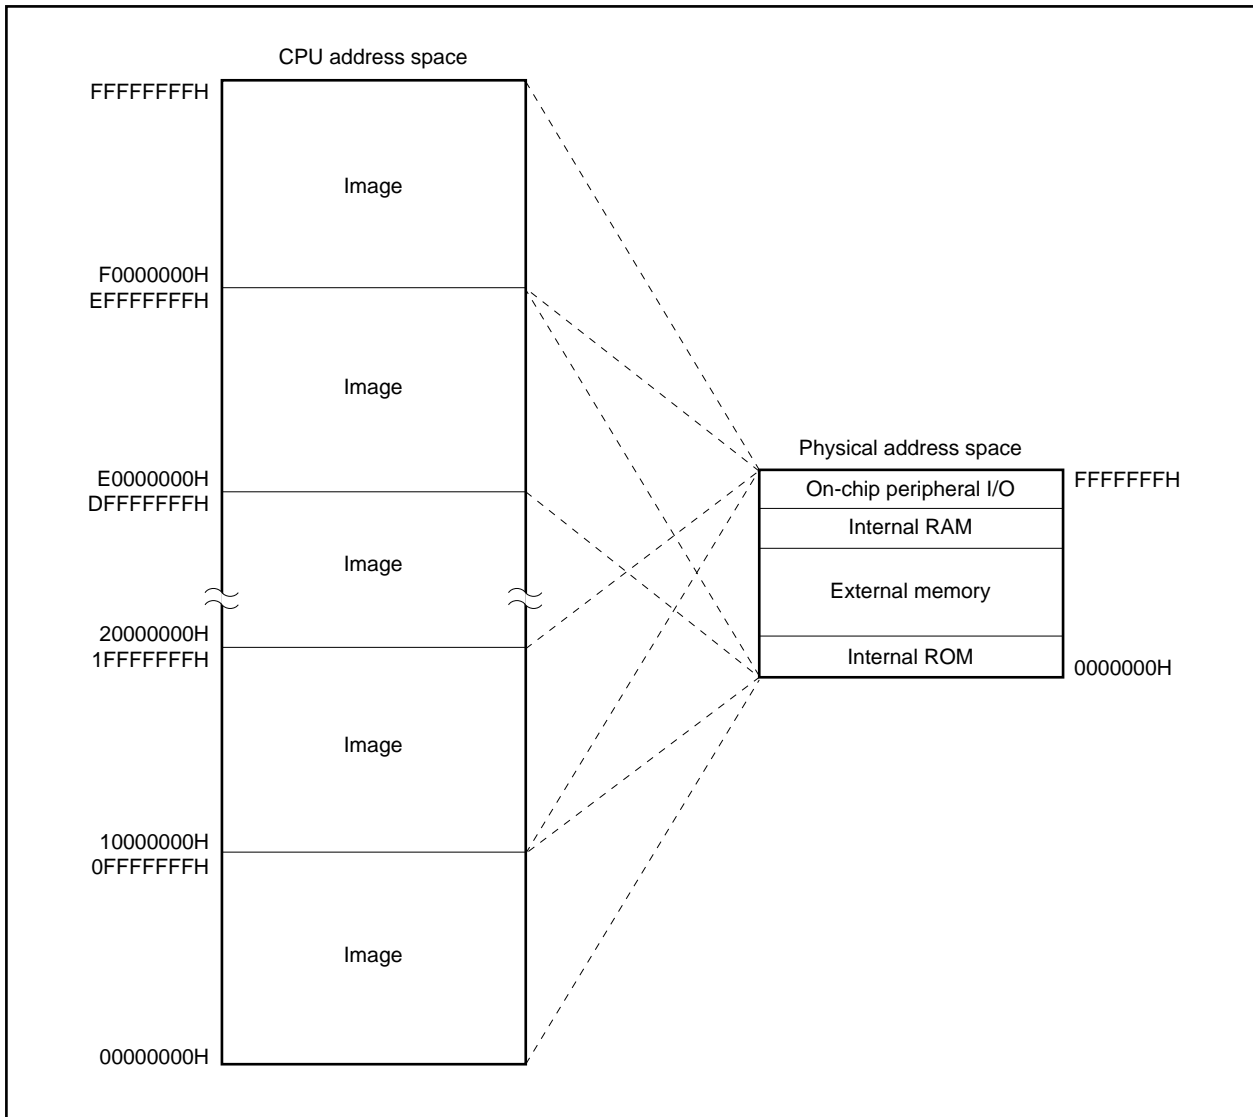 CPU address space
FFFFFFFFH
Image
F0000000H
EFFFFFFFH
Image
E0000000H
DFFFFFFFH
Image
20000000H
1FFFFFFFH
Image
10000000H
0FFFFFFFH
Image
00000000H
Physical address space
On-chip peripheral I/O
FFFFFFFH
Internal RAM
External memory
Internal ROM
0000000H